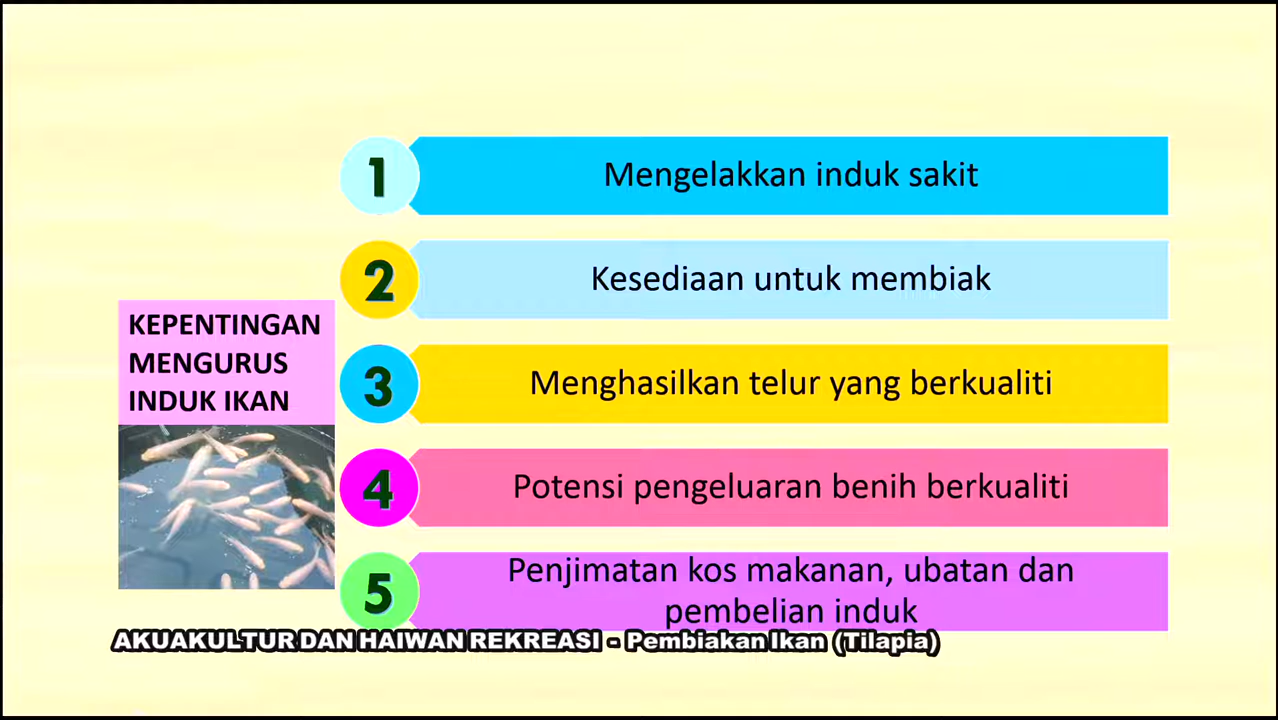 KEPENTINGAN
MENGURUS
INDUK IKAN
1
Mengelakkan induk sakit
2
Kesediaan untuk membiak
3
Menghasilkan telur yang berkualiti
4
Potensi pengeluaran benih berkualiti
5
Penjimatan kos makanan, ubatan dan
pembelian induk
AKUAKULTUR DAN HAIWAN REKREASI - Pembiakan Ikan (Tilapia)